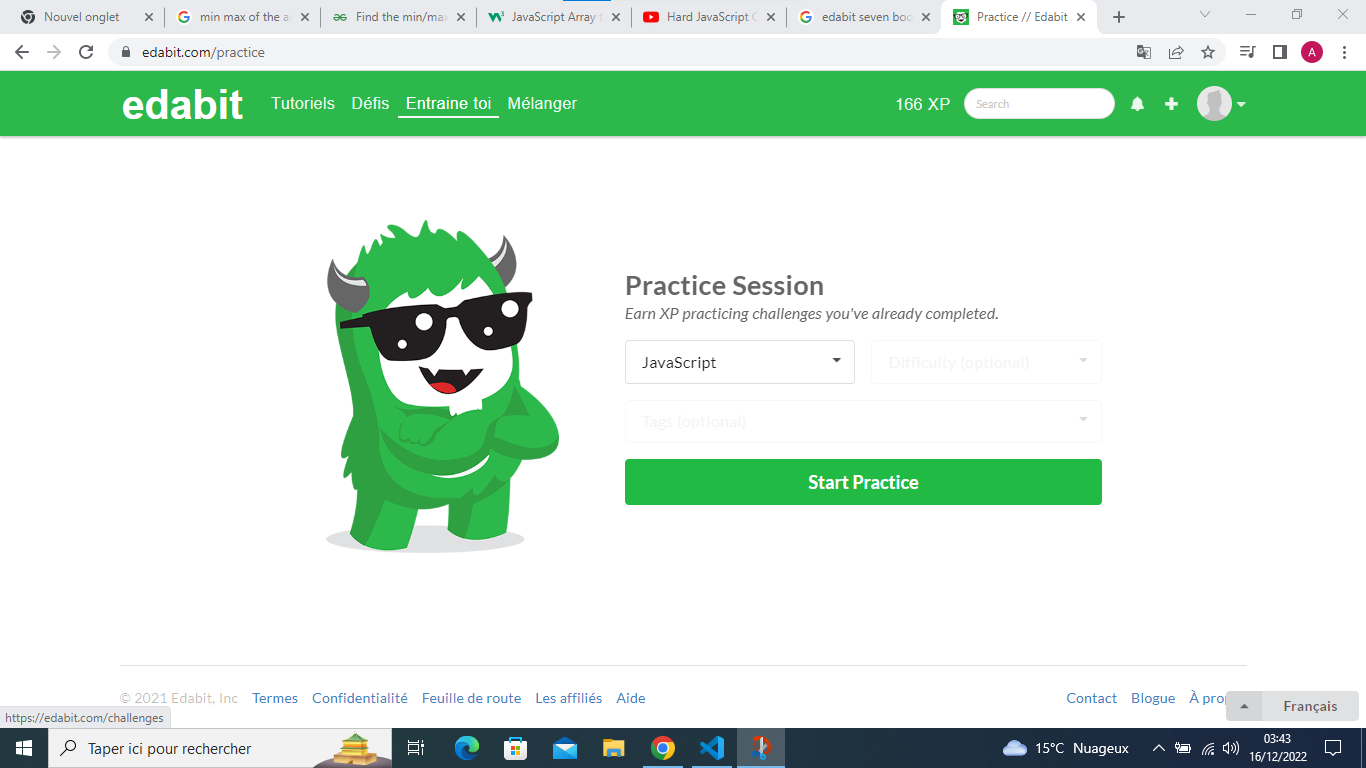 Nouvel onglet
min max of the a
Find the min/max
JavaScript Array
Hard JavaScript C
edabit seven boo
Practice // Edabit
edabit.com/practice
A
edabit
Tutoriels
Défis
Entraine toi
Mélanger
166 XP
Search
Practice Session
Earn XP practicing challenges you've already completed.
JavaScript
Difficulty (optional)
Tags (optional)
Start Practice
© 2021 Edabit, Inc
Termes
Confidentialité
Feuille de route
Les affiliés
Aide
Contact
Blogue
À prop
Français
https://edabit.com/challenges
Taper ici pour rechercher
15°C Nuageux
03:43
16/12/2022